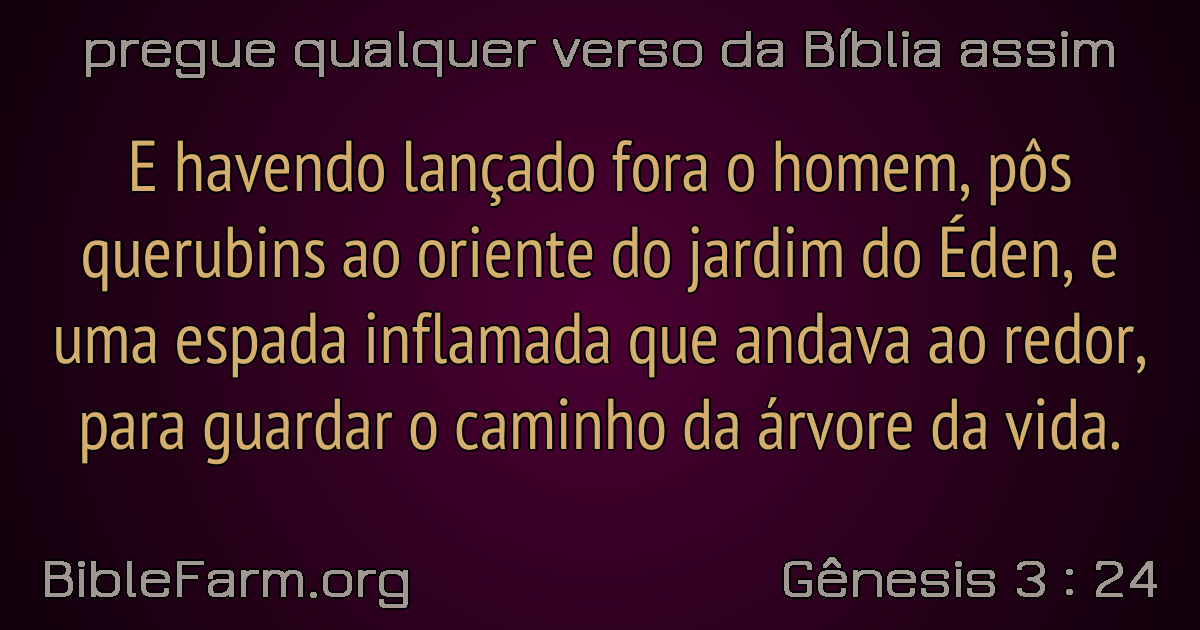 pregue qualquer verso da Bíblia assim
E havendo lançado fora o homem, pôs
querubins ao oriente do jardim do Éden, e
uma espada inflamada que andava ao redor,
para guardar o caminho da árvore da vida.
BibleFarm.org
Gênesis 3 : 24